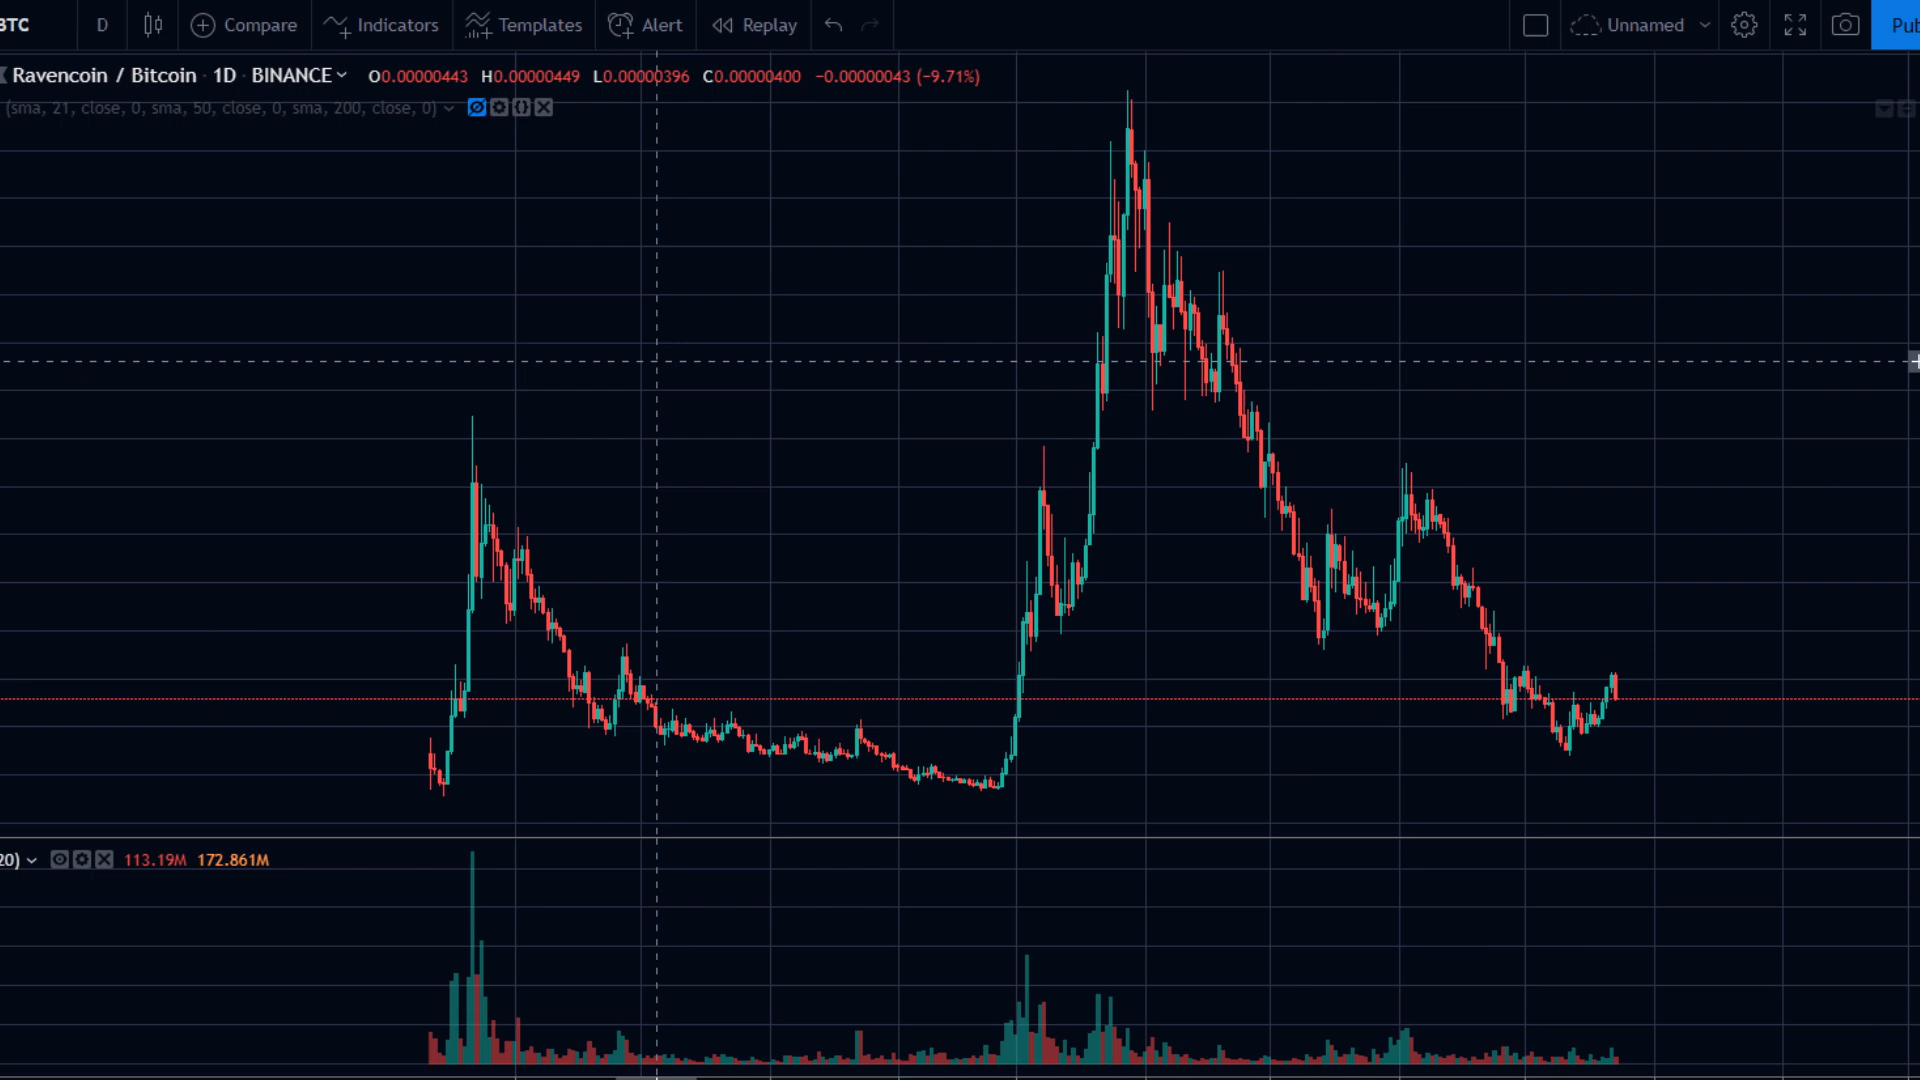 BTC D Compare Indicators Templates Alert Replay Unnamed Pub
Ravencoin / Bitcoin · 1D · BINANCE O0.00000443 H0.00000449 L0.00000396 C0.00000400 −0.00000043 (−9.71%)
(sma, 21, close, 0, sma, 50, close, 0, sma, 200, close, 0)
20) 113.19M 172.861M